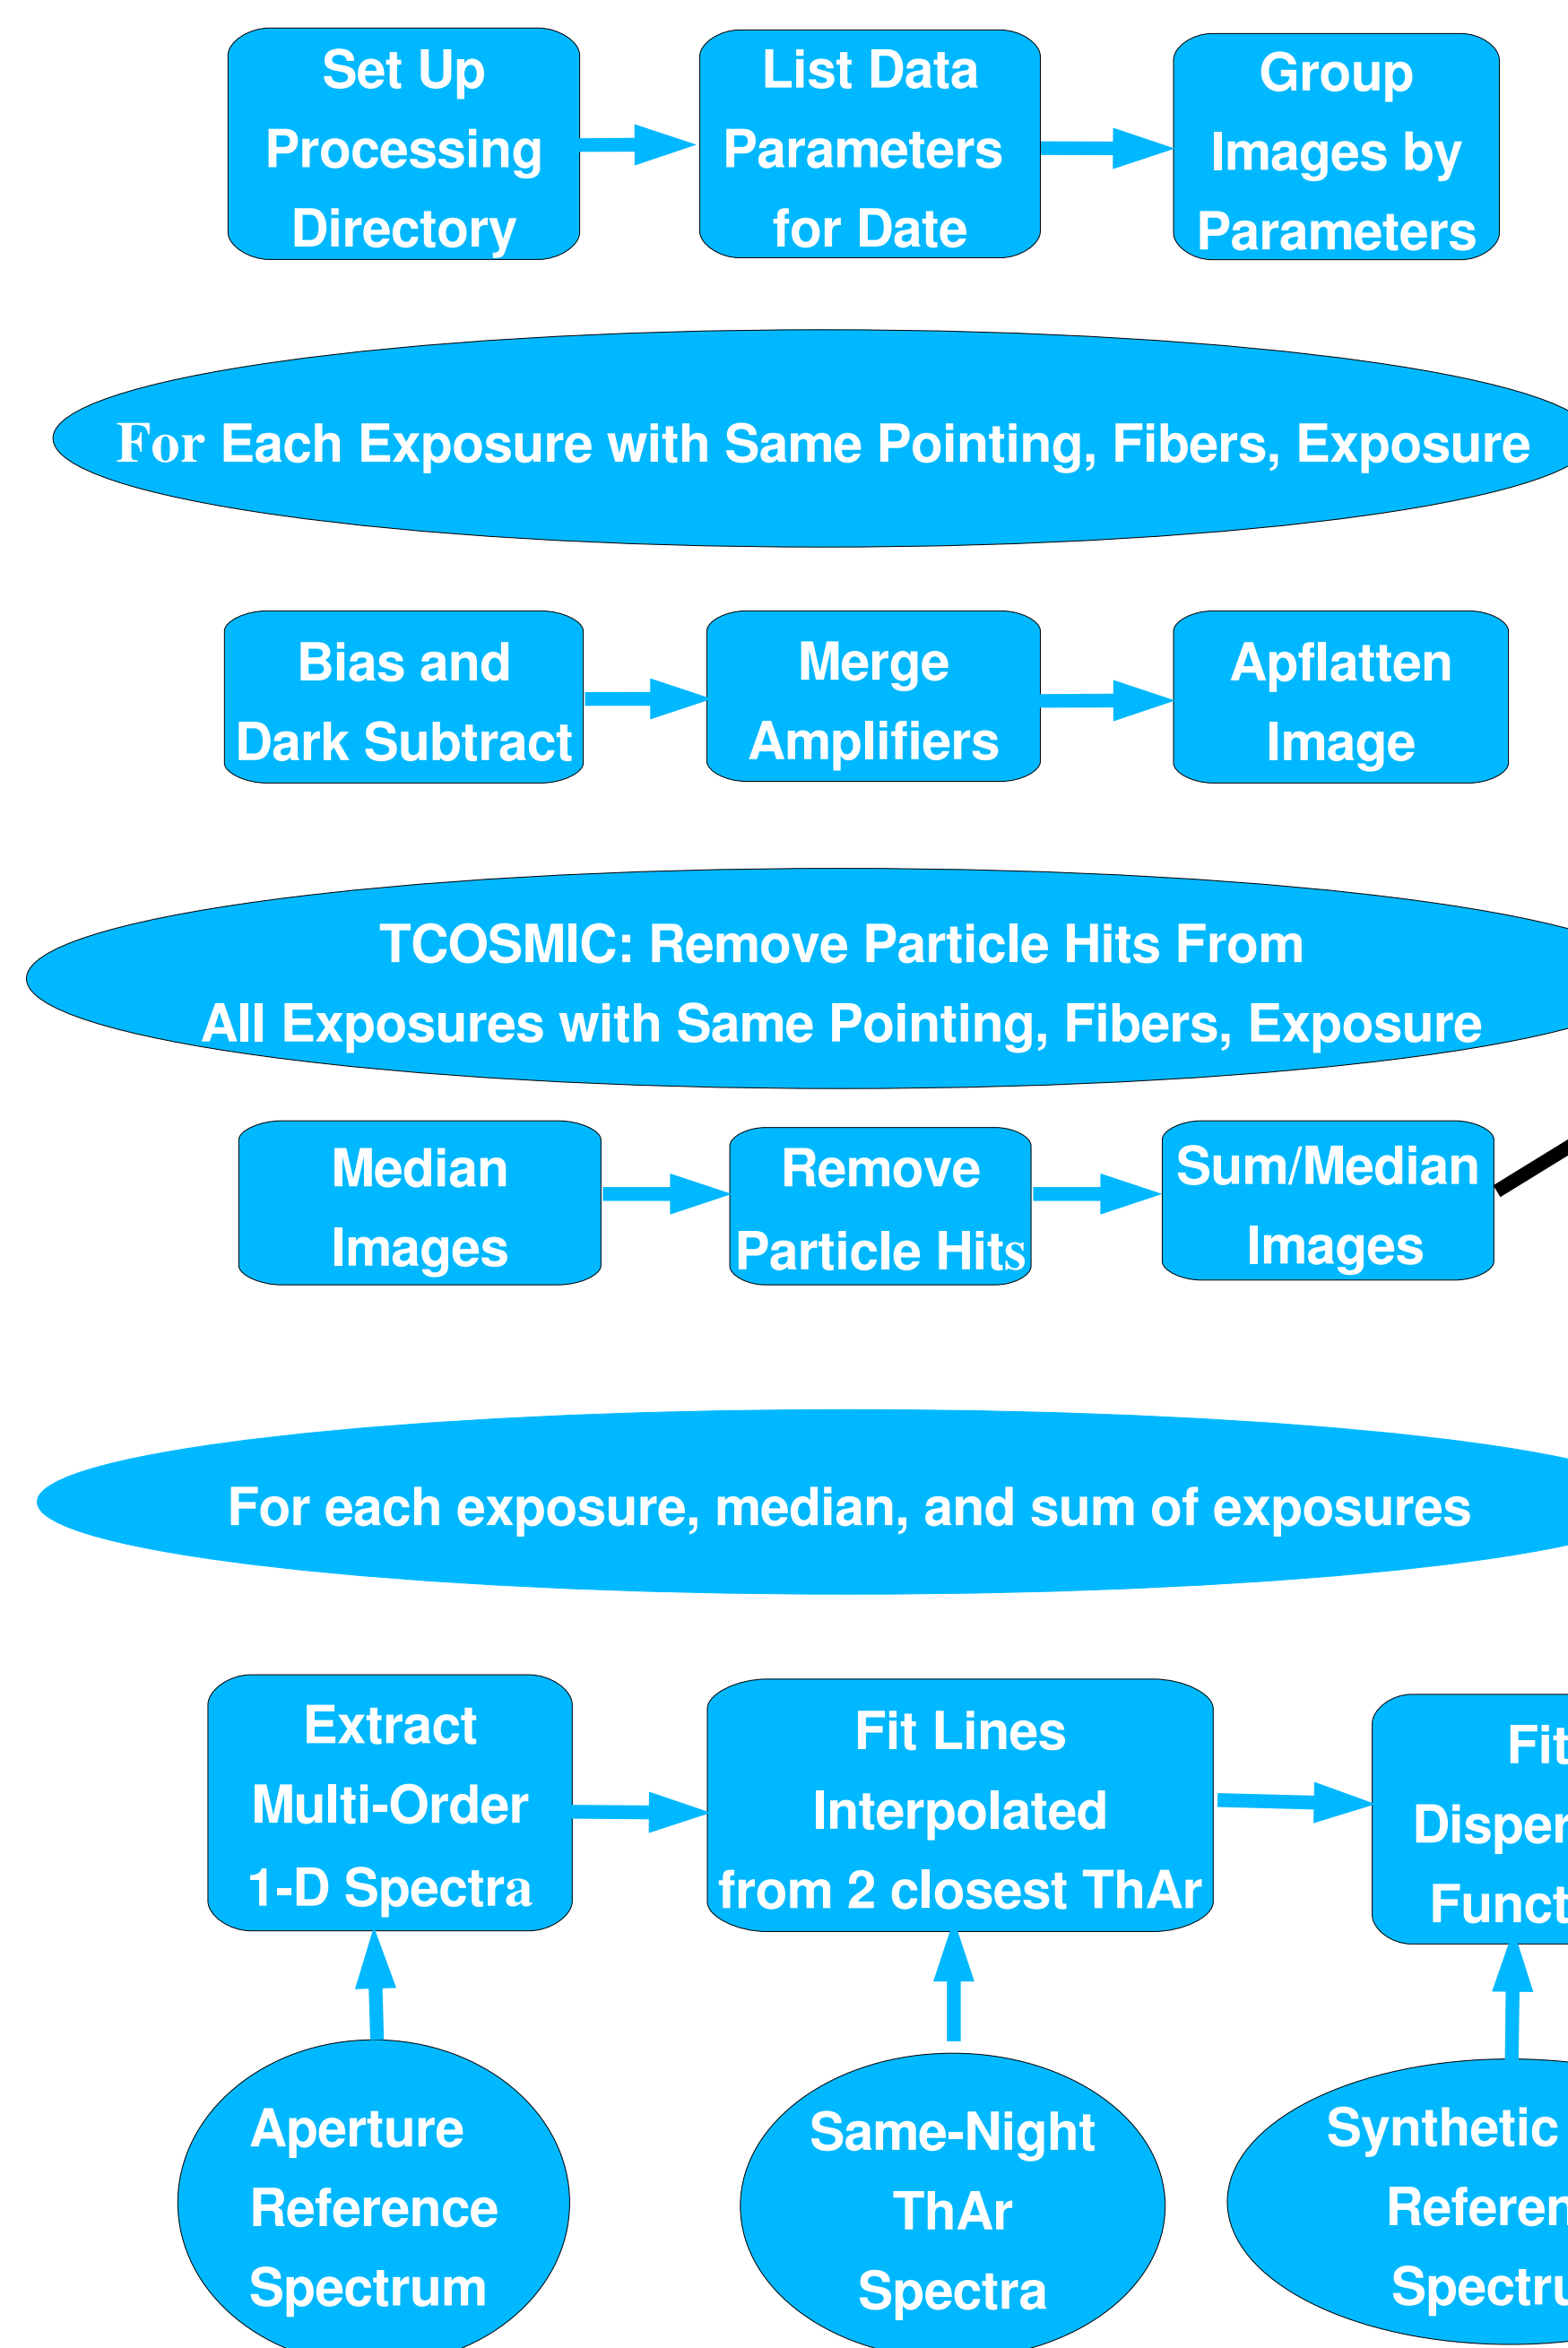 Set Up
Processing
Directory
List Data
Parameters
for Date
Group
Images by
Parameters
For Each Exposure with Same Pointing, Fibers, Exposure
Bias and
Dark Subtract
Merge
Amplifiers
Apflatten
Image
TCOSMIC: Remove Particle Hits From
All Exposures with Same Pointing, Fibers, Exposure
Median
Images
Remove
Particle Hits
Sum/Median
Images
For each exposure, median, and sum of exposures
Extract
Multi-Order
1-D Spectra
Fit Lines
Interpolated
from 2 closest ThAr
Fit
Aperture
Reference
Spectrum
Same-Night
ThAr
Spectra
Synthetic